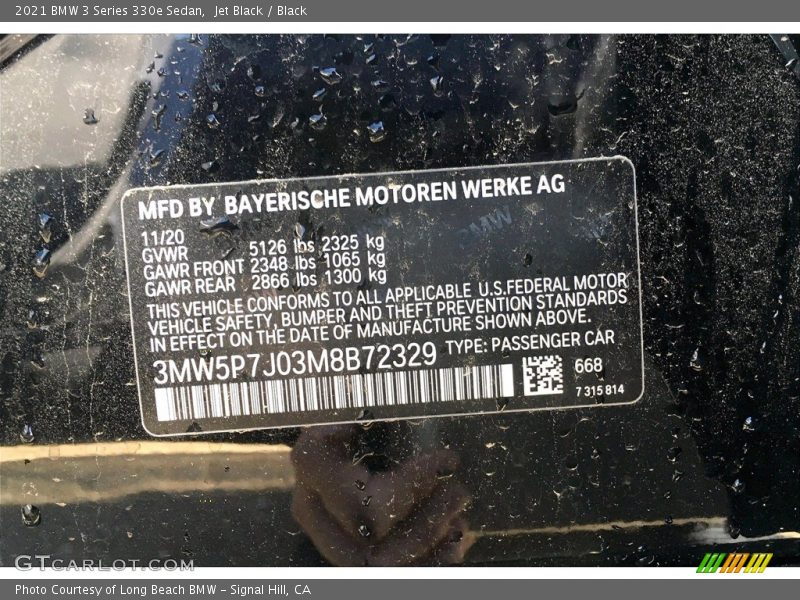 2021 BMW 3 Series 330e Sedan, Jet Black / Black
MFD BY BAYERISCHE MOTOREN WERKE AG
11/20
GVWR 5126 lbs 2325 kg
GAWR FRONT 2348 lbs 1065 kg
GAWR REAR 2866 lbs 1300 kg
THIS VEHICLE CONFORMS TO ALL APPLICABLE U.S.FEDERAL MOTOR
VEHICLE SAFETY, BUMPER AND THEFT PREVENTION STANDARDS
IN EFFECT ON THE DATE OF MANUFACTURE SHOWN ABOVE.
3MW5P7J03M8B72329 TYPE: PASSENGER CAR
668
7 315 814
GTCARLOT.COM
Photo Courtesy of Long Beach BMW - Signal Hill, CA